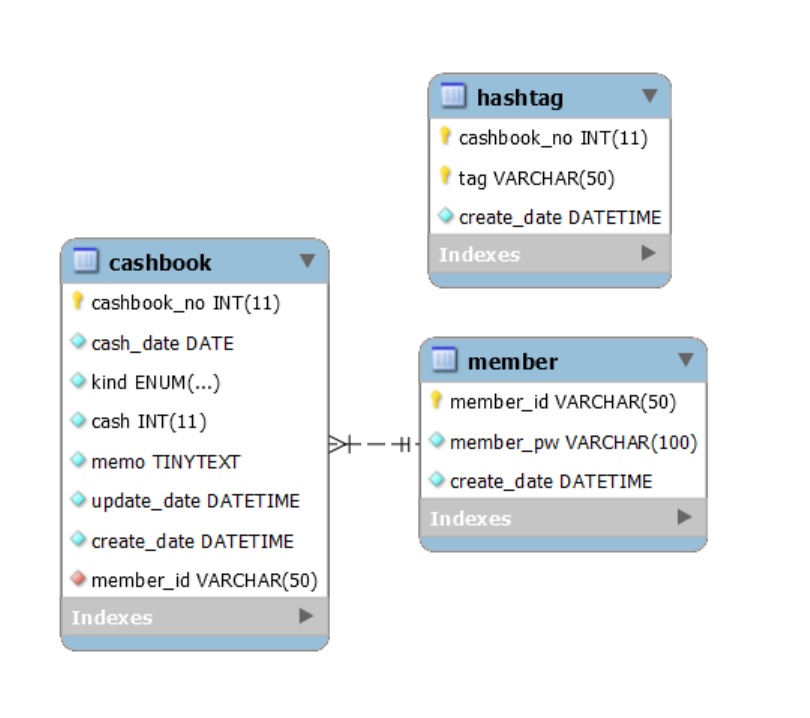 hashtag
cashbook_no INT(11)
tag VARCHAR(50)
create_date DATETIME
Indexes
cashbook
cashbook_no INT(11)
cash_date DATE
kind ENUM(...)
cash INT(11)
memo TINYTEXT
update_date DATETIME
create_date DATETIME
member_id VARCHAR(50)
Indexes
member
member_id VARCHAR(50)
member_pw VARCHAR(100)
create_date DATETIME
Indexes